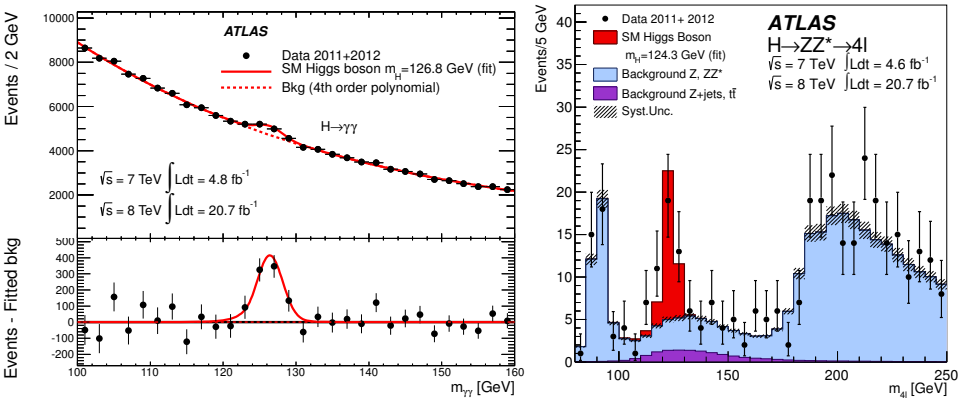 Events / 2 GeV
10000
8000
6000
4000
2000
ATLAS
Data 2011+2012
SM Higgs boson mH=126.8 GeV (fit)
Bkg (4th order polynomial)
H→γγ
√s = 7 TeV ∫Ldt = 4.8 fb-1
√s = 8 TeV ∫Ldt = 20.7 fb-1
Events - Fitted bkg
500
400
300
200
100
0
-100
-200
100 110 120 130 140 150 160
mγγ [GeV]
Events/5 GeV
40
35
30
25
20
15
10
5
0
Data 2011+ 2012
SM Higgs Boson
mH=124.3 GeV (fit)
Background Z, ZZ*
Background Z+jets, tt̄
Syst.Unc.
ATLAS
H→ZZ*→4l
√s = 7 TeV ∫Ldt = 4.6 fb-1
√s = 8 TeV ∫Ldt = 20.7 fb-1
100 150 200 250
m4l [GeV]